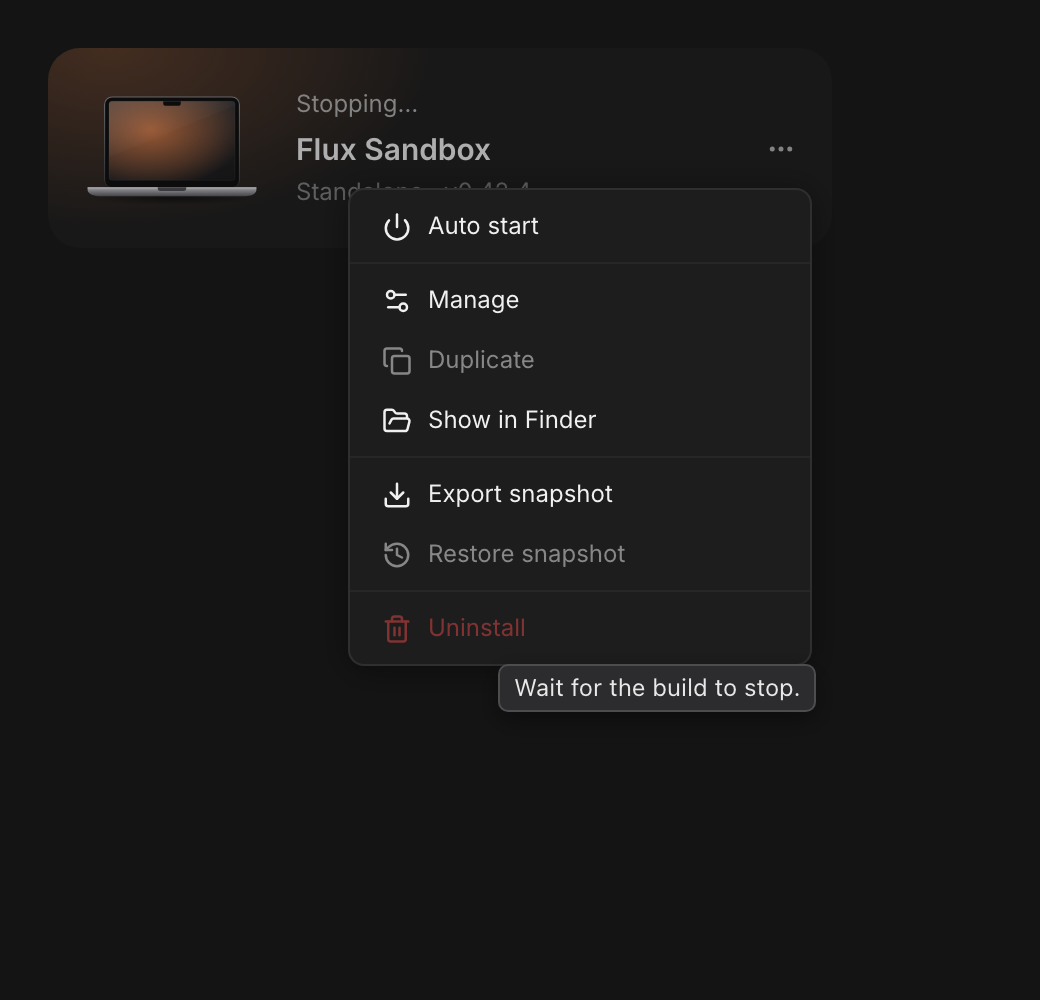 Stopping...
Flux Sandbox
Standalone
Auto start
Manage
Duplicate
Show in Finder
Export snapshot
Restore snapshot
Uninstall
Wait for the build to stop.